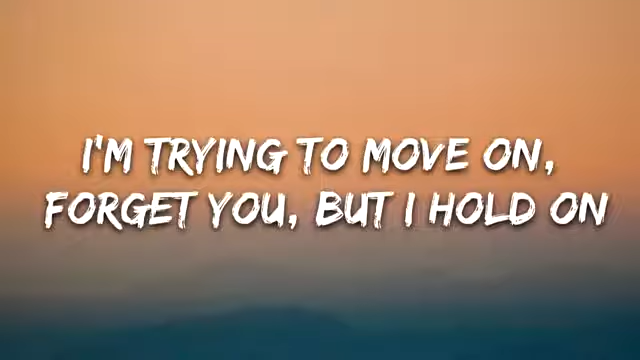 I'M TRYING TO MOVE ON,
FORGET YOU, BUT I HOLD ON